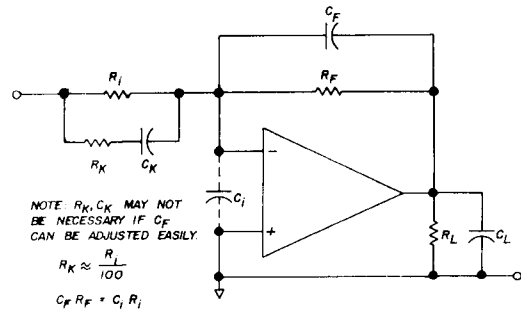 C_F
R_i
R_F
R_K
C_K
−
C_i
+
R_L
C_L
NOTE: R_K, C_K MAY NOT
BE NECESSARY IF C_F
CAN BE ADJUSTED EASILY.
R_K ≈ R_i / 100
C_F R_F = C_i R_i